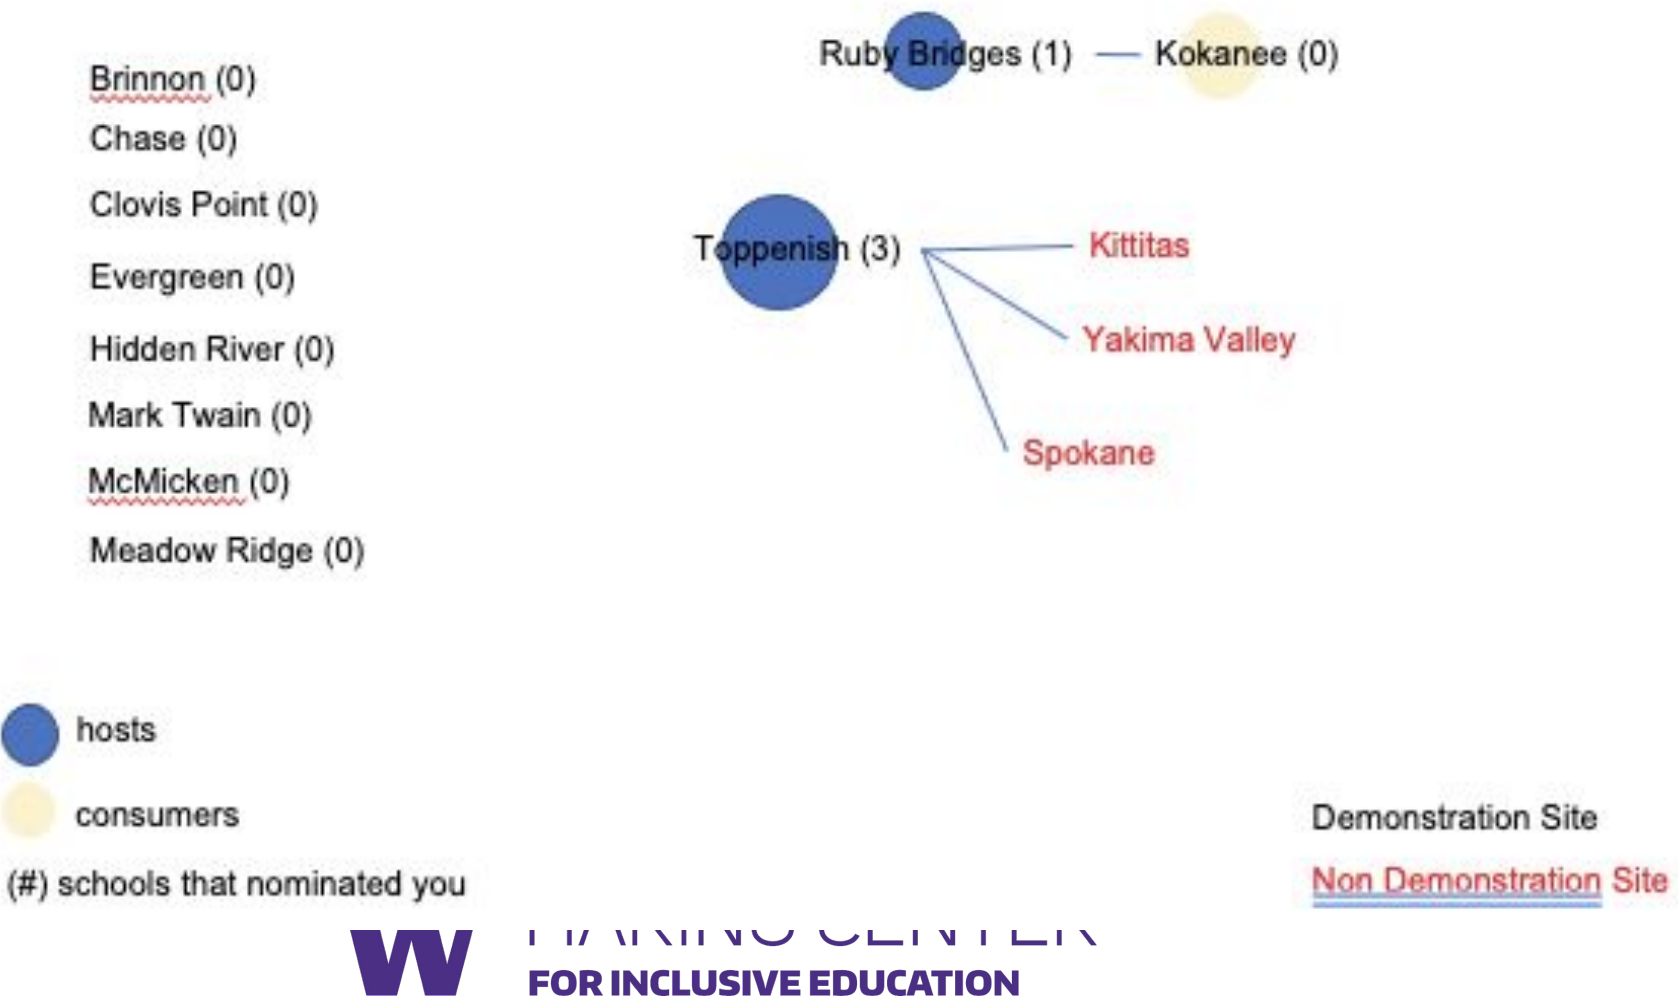 Ruby Bridges (1)
Kokanee (0)
Brinnon (0)
Chase (0)
Clovis Point (0)
Evergreen (0)
Hidden River (0)
Mark Twain (0)
McMicken (0)
Meadow Ridge (0)
Toppenish (3)
Kittitas
Yakima Valley
Spokane
hosts
consumers
(#) schools that nominated you
Demonstration Site
Non Demonstration Site
W
HARING CENTER
FOR INCLUSIVE EDUCATION